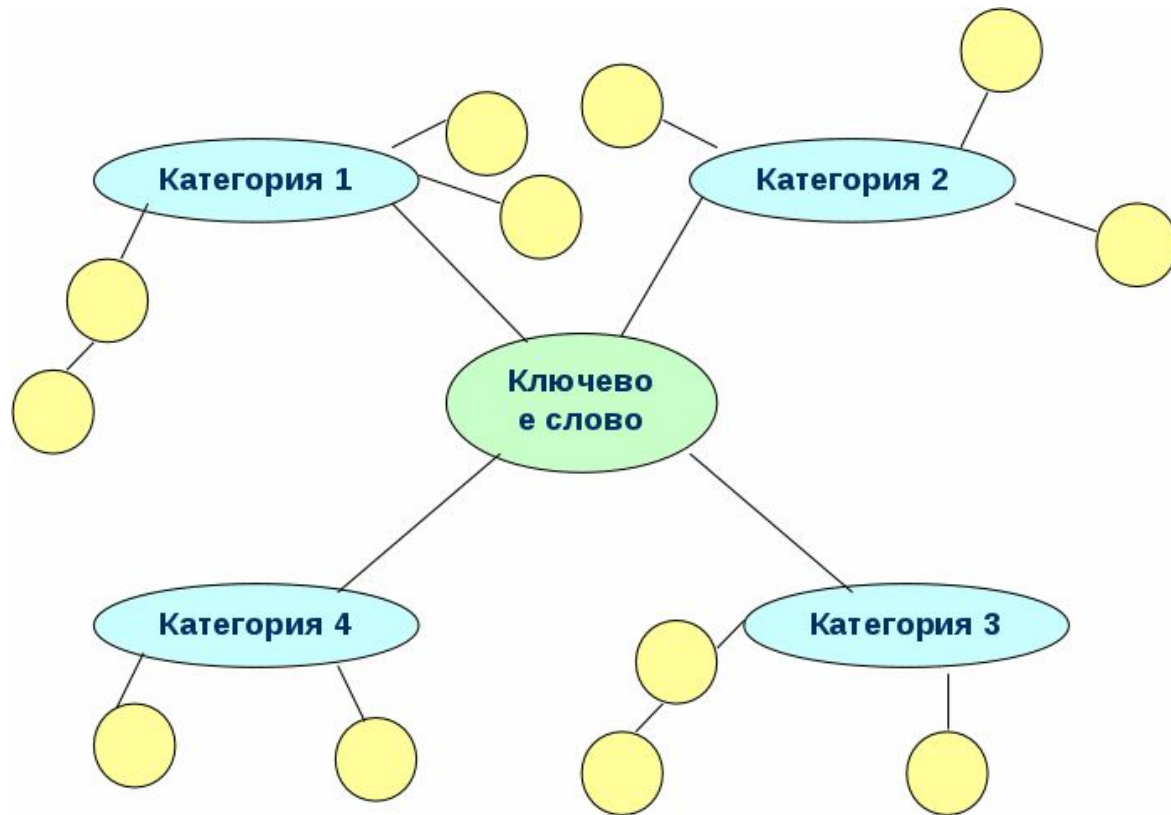 Категория 1
Категория 2
Ключево
е слово
Категория 4
Категория 3